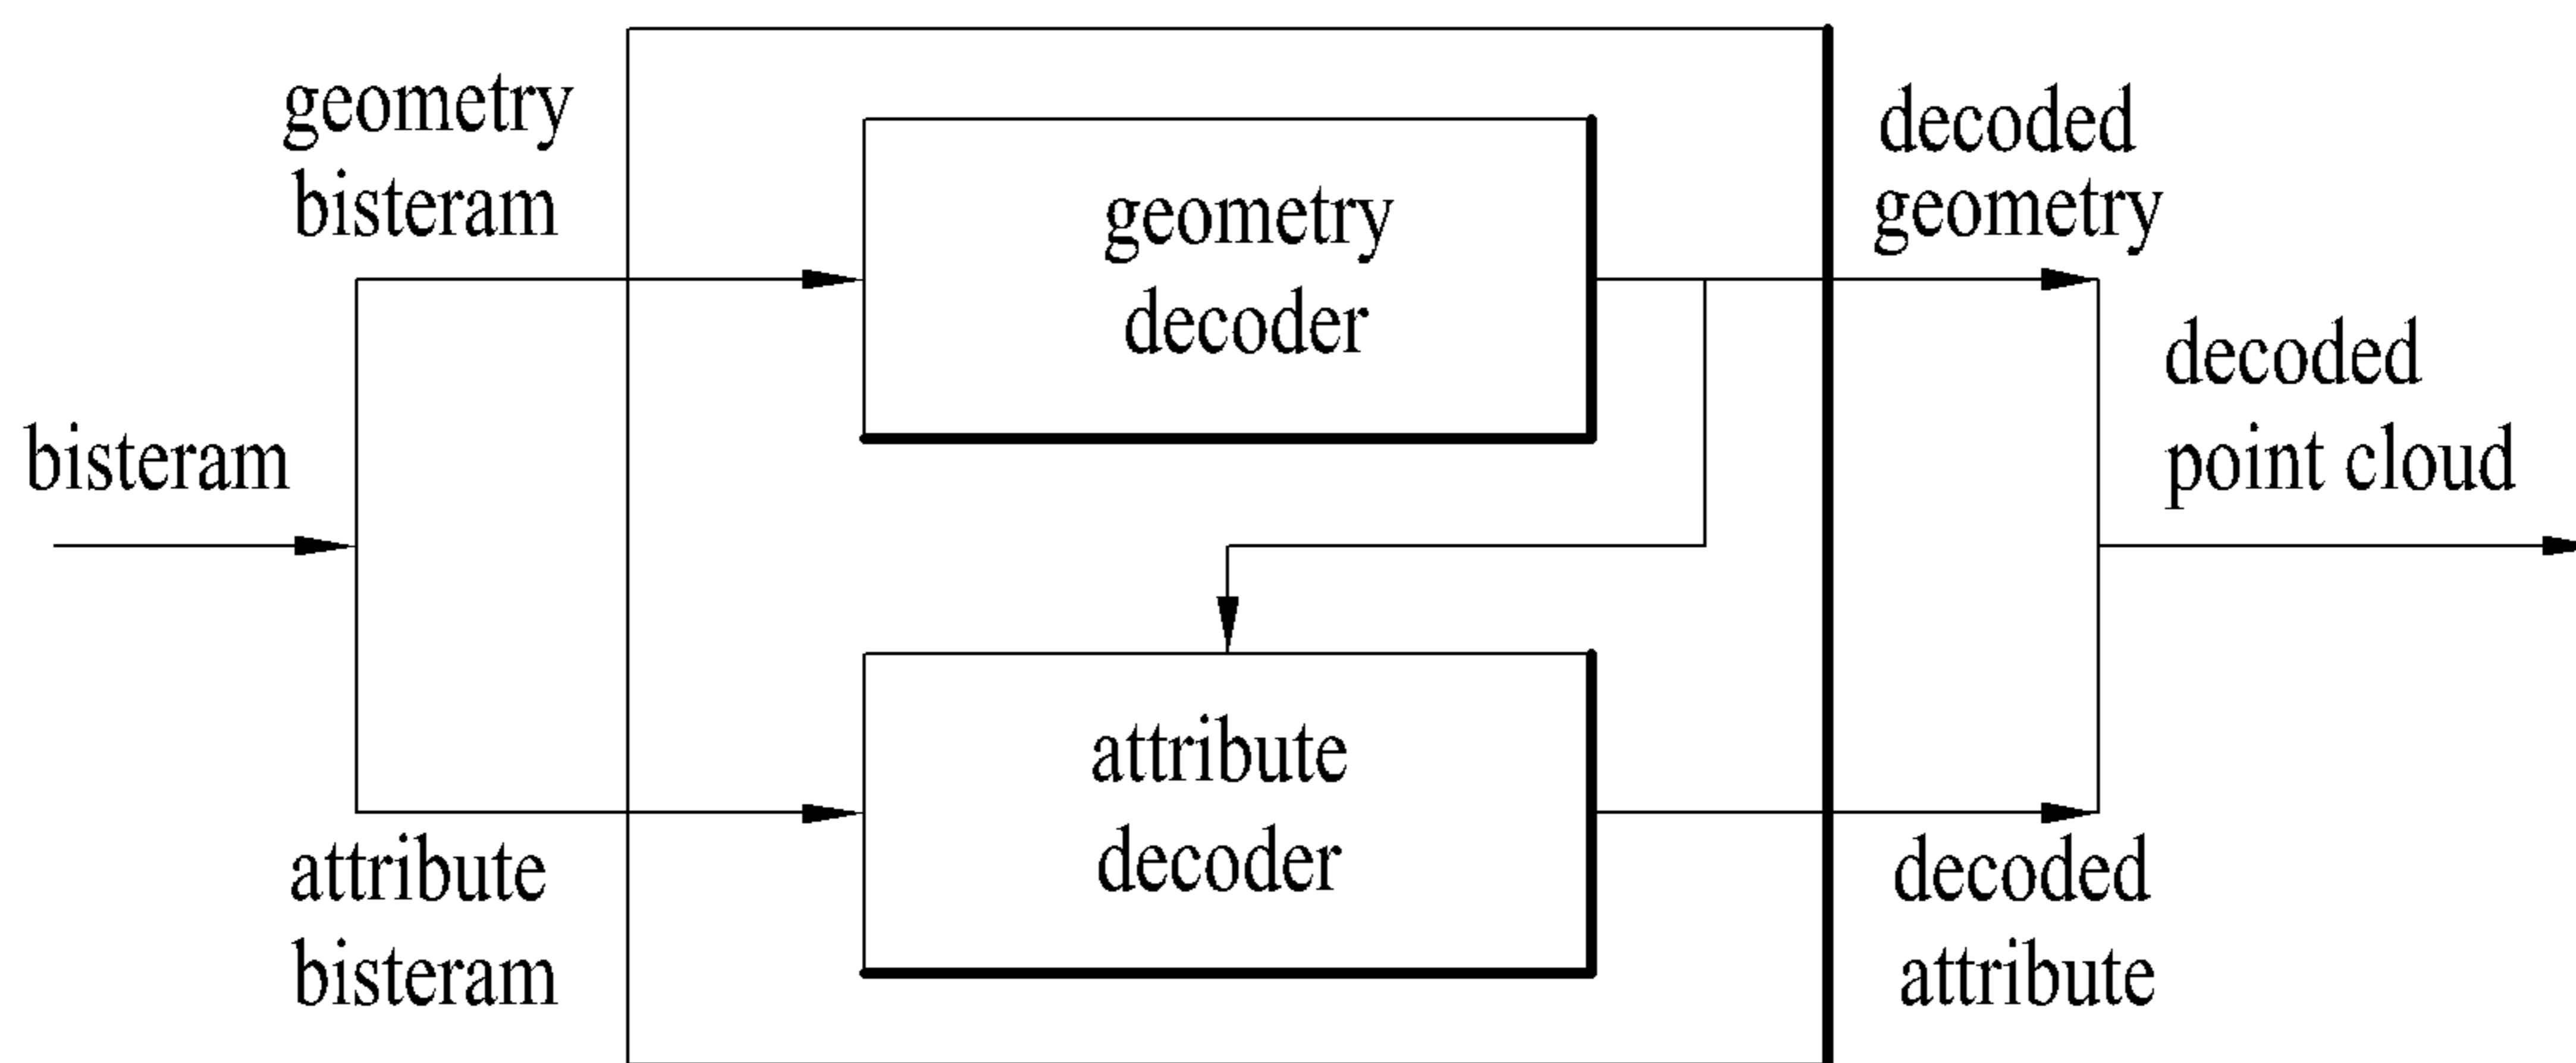 geometry
bisteram
geometry
decoder
decoded
geometry
bisteram
decoded
point cloud
attribute
decoder
attribute
bisteram
decoded
attribute